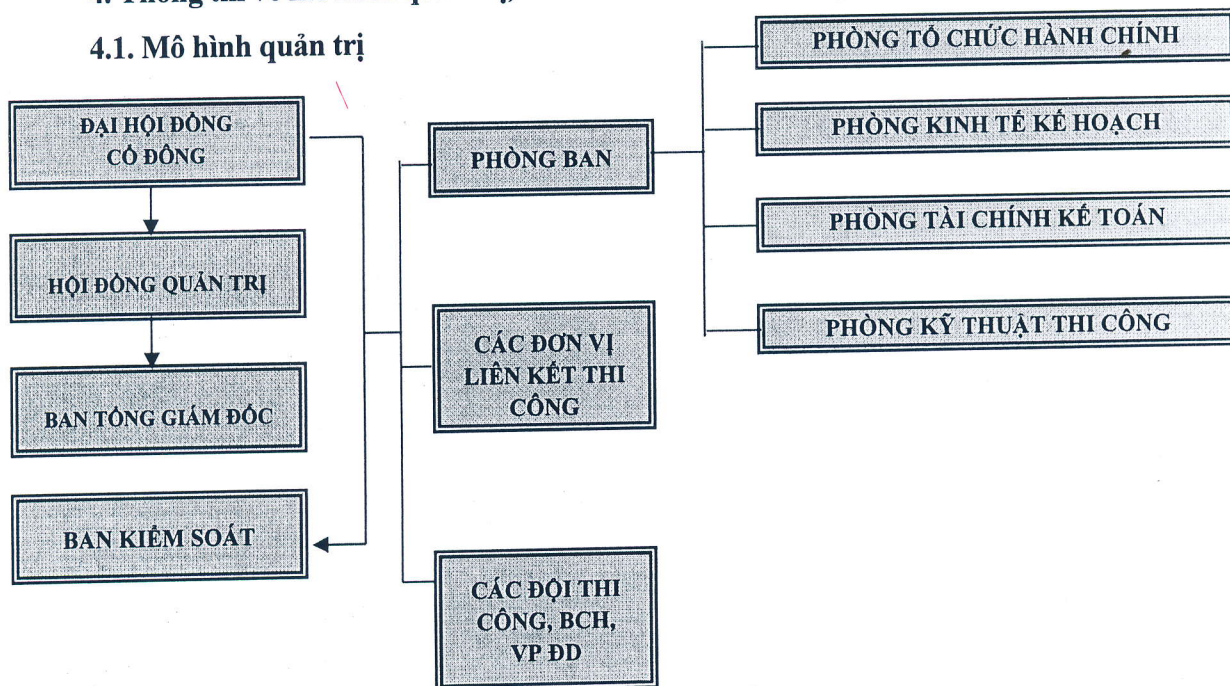 4.1. Mô hình quản trị
ĐẠI HỘI ĐỒNG
CỔ ĐÔNG
HỘI ĐỒNG QUẢN TRỊ
BAN TỔNG GIÁM ĐỐC
BAN KIỂM SOÁT
PHÒNG BAN
CÁC ĐƠN VỊ
LIÊN KẾT THI
CÔNG
CÁC ĐỘI THI
CÔNG, BCH,
VP ĐD
PHÒNG TỔ CHỨC HÀNH CHÍNH
PHÒNG KINH TẾ KẾ HOẠCH
PHÒNG TÀI CHÍNH KẾ TOÁN
PHÒNG KỸ THUẬT THI CÔNG